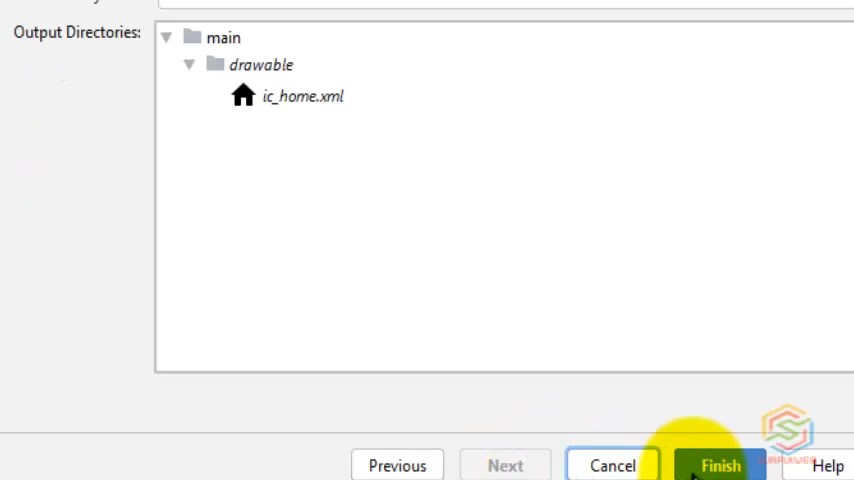 Output Directories:
main
drawable
ic_home.xml
Previous
Next
Cancel
Finish
Help